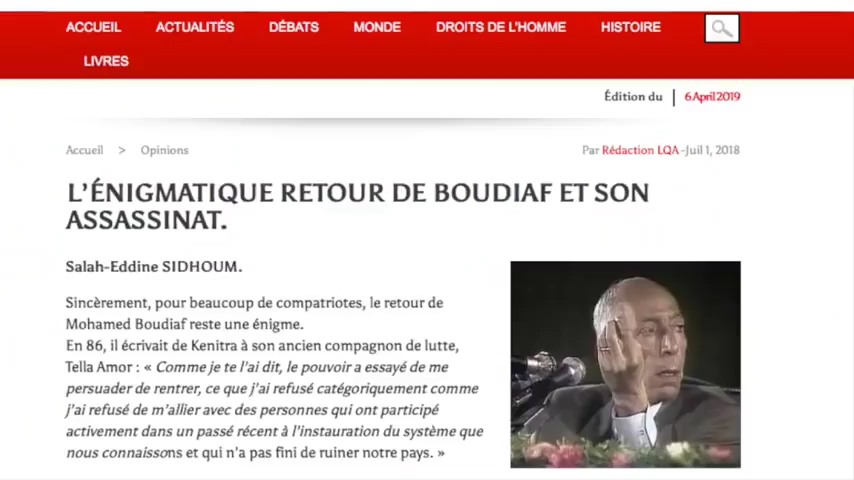 ACCUEIL ACTUALITÉS DÉBATS MONDE DROITS DE L'HOMME HISTOIRE
LIVRES
Édition du | 6 April 2019
Accueil > Opinions Par Rédaction LQA - Juil 1, 2018
L'ÉNIGMATIQUE RETOUR DE BOUDIAF ET SON
ASSASSINAT.
Salah-Eddine SIDHOUM.
Sincèrement, pour beaucoup de compatriotes, le retour de
Mohamed Boudiaf reste une énigme.
En 86, il écrivait de Kenitra à son ancien compagnon de lutte,
Tella Amor : « Comme je te l'ai dit, le pouvoir a essayé de me
persuader de rentrer, ce que j'ai refusé catégoriquement comme
j'ai refusé de m'allier avec des personnes qui ont participé
activement dans un passé récent à l'instauration du système que
nous connaissons et qui n'a pas fini de ruiner notre pays. »